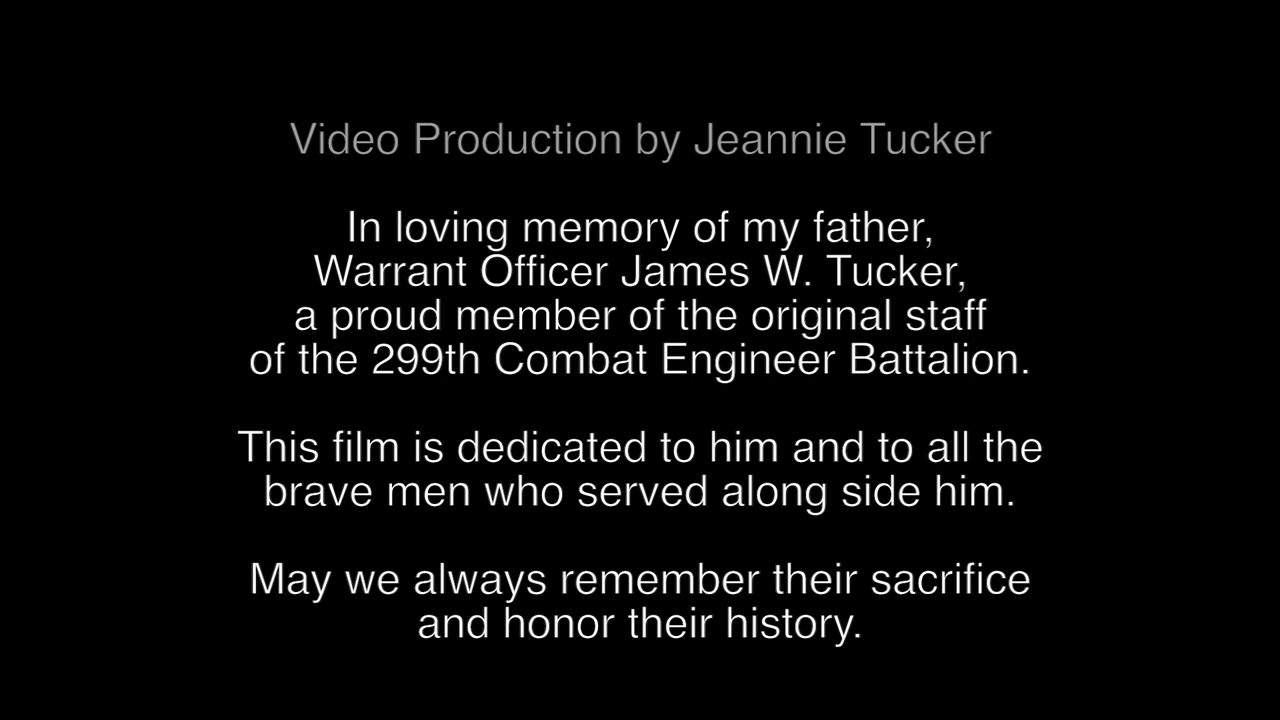 Video Production by Jeannie Tucker
In loving memory of my father,
Warrant Officer James W. Tucker,
a proud member of the original staff
of the 299th Combat Engineer Battalion.
This film is dedicated to him and to all the
brave men who served along side him.
May we always remember their sacrifice
and honor their history.